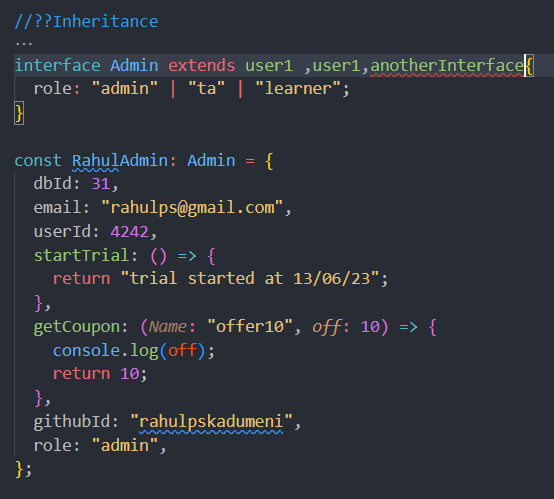 //??Inheritance
...
interface Admin extends user1 ,user1,anotherInterface{
  role: "admin" | "ta" | "learner";
}

const RahulAdmin: Admin = {
  dbId: 31,
  email: "rahulps@gmail.com",
  userId: 4242,
  startTrial: () => {
    return "trial started at 13/06/23";
  },
  getCoupon: (Name: "offer10", off: 10) => {
    console.log(off);
    return 10;
  },
  githubId: "rahulpskadumeni",
  role: "admin",
};